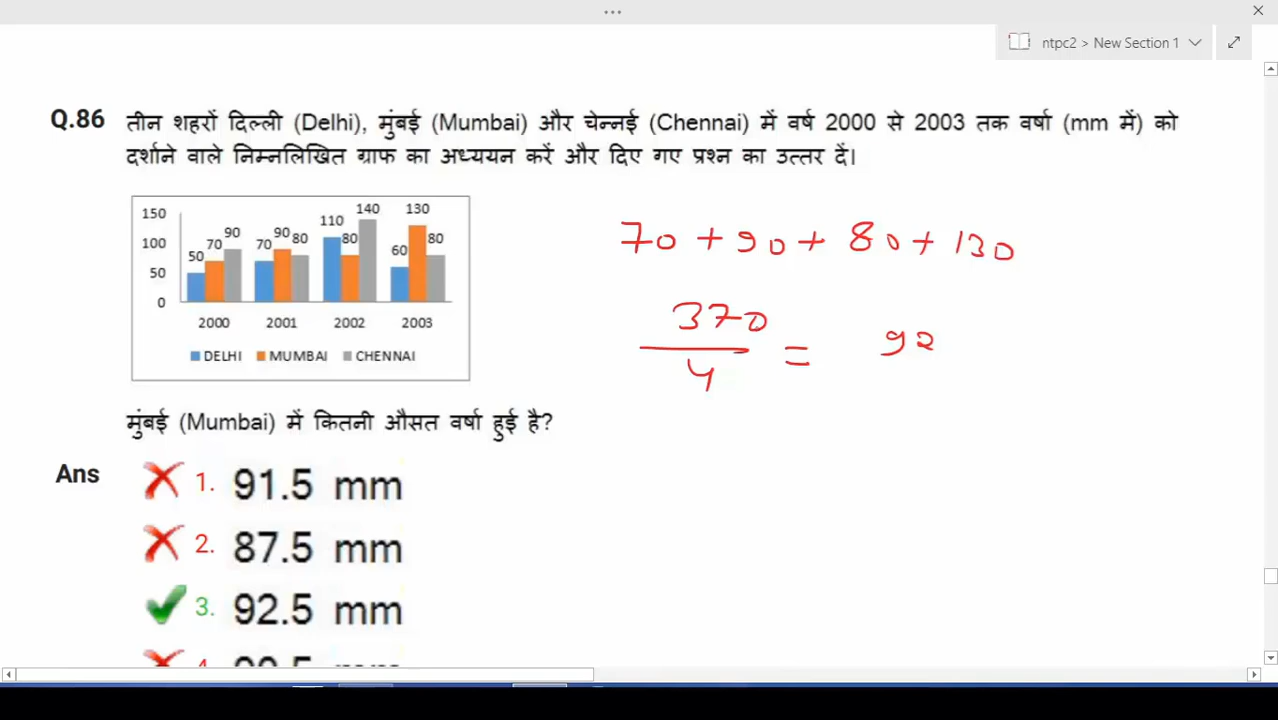 ntpc2 > New Section 1
Q.86 तीन शहरों दिल्ली (Delhi), मुंबई (Mumbai) और चेन्नई (Chennai) में वर्ष 2000 से 2003 तक वर्षा (mm में) को
दर्शाने वाले निम्नलिखित ग्राफ का अध्ययन करें और दिए गए प्रश्न का उत्तर दें।
150
100
50
0
50 70 90 70 90 80 110 80 140 60 130 80
2000 2001 2002 2003
DELHI MUMBAI CHENNAI
70 + 90 + 80 + 130
370
4
= 92
मुंबई (Mumbai) में कितनी औसत वर्षा हुई है?
Ans 1. 91.5 mm
2. 87.5 mm
3. 92.5 mm